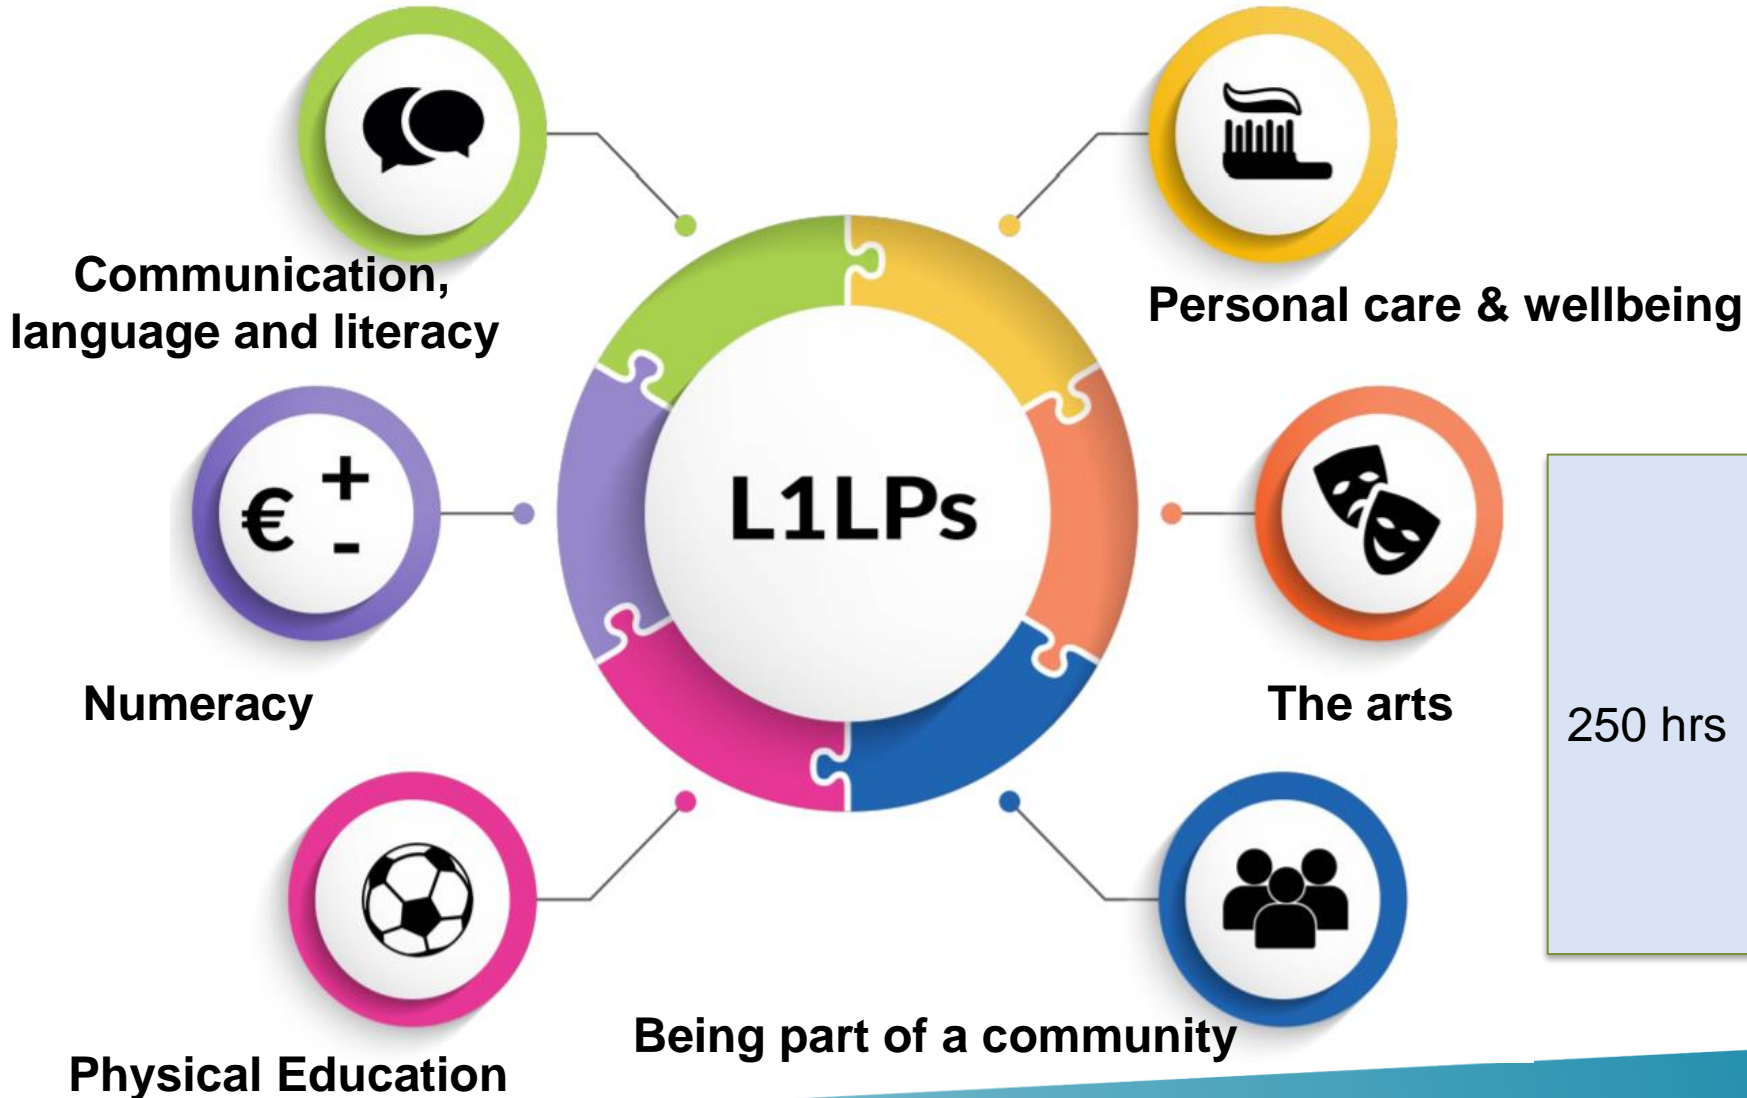 Communication,
language and literacy
Personal care & wellbeing
€ + -
L1LPs
Numeracy
The arts
250 hrs
Being part of a community
Physical Education